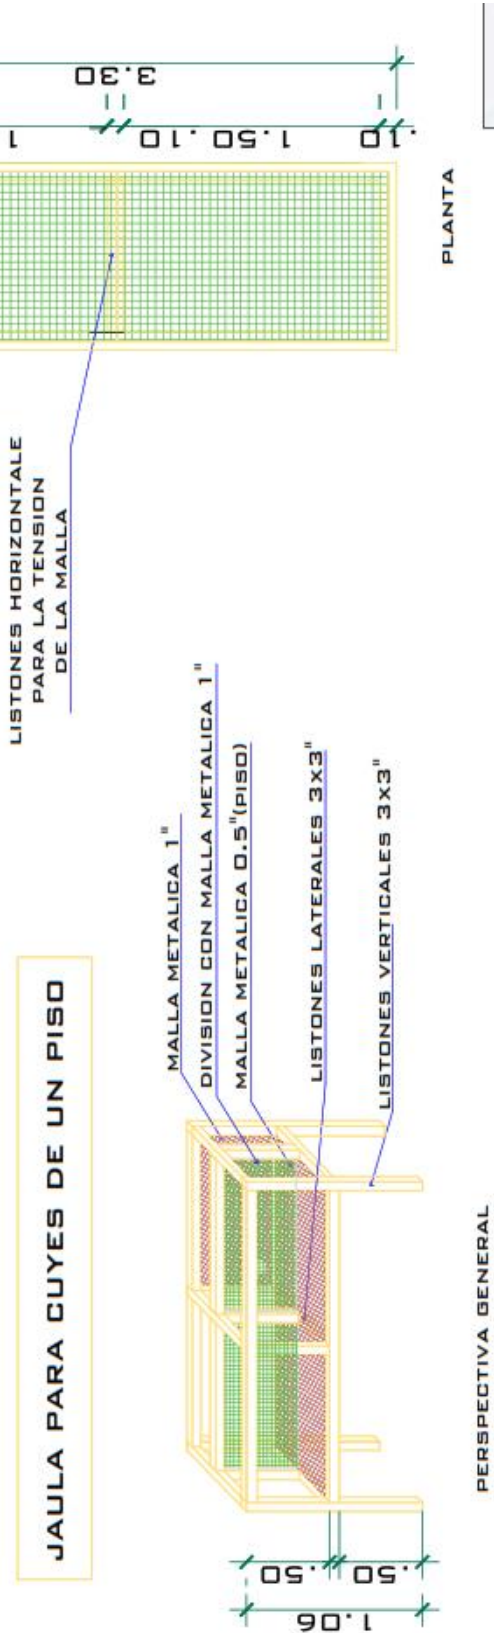 JAULA PARA CUYES DE UN PISO
MALLA METALICA 1"
DIVISION CON MALLA METALICA 1"
MALLA METALICA 0.5"(PISO)
LISTONES LATERALES 3x3"
LISTONES VERTICALES 3x3"
.50
.50
1.06
PERSPECTIVA GENERAL
LISTONES HORIZONTALE
PARA LA TENSION
DE LA MALLA
3.30
1
.10
1.50
.10
PLANTA